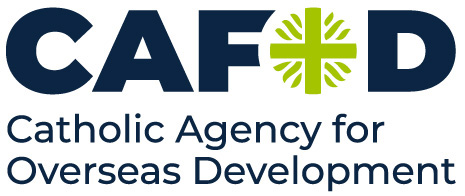 CAFOD
Catholic Agency for
Overseas Development